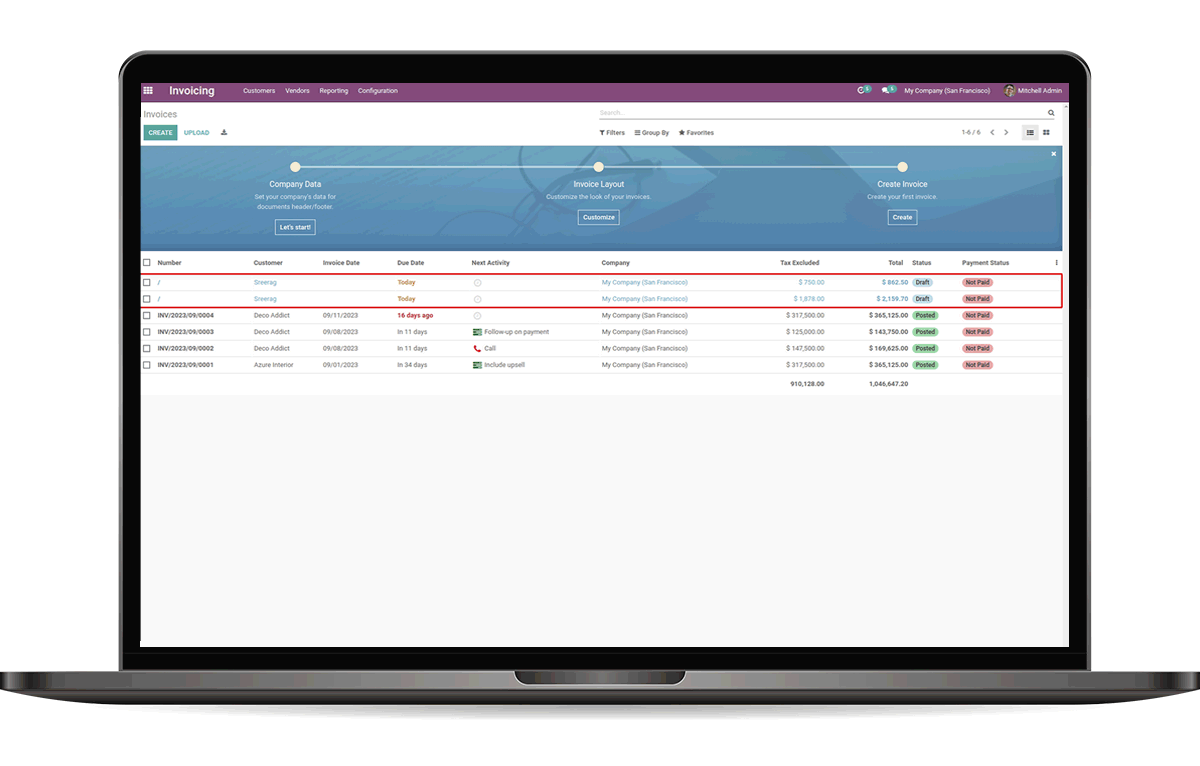 Invoicing Customers Vendors Reporting Configuration 5 5 My Company (San Francisco) Mitchell Admin
Invoices Search...
CREATE UPLOAD Filters Group By Favorites 1-6 / 6
Company Data Invoice Layout Create Invoice
Set your company's data for Customize the look of your invoices. Create your first invoice.
documents header/footer.
Let's start! Customize Create
Number Customer Invoice Date Due Date Next Activity Company Tax Excluded Total Status Payment Status
/ Sreerag Today My Company (San Francisco) $ 750.00 $ 862.50 Draft Not Paid
/ Sreerag Today My Company (San Francisco) $ 1,878.00 $ 2,159.70 Draft Not Paid
INV/2023/09/0004 Deco Addict 09/11/2023 16 days ago My Company (San Francisco) $ 317,500.00 $ 365,125.00 Posted Not Paid
INV/2023/09/0003 Deco Addict 09/08/2023 In 11 days Follow-up on payment My Company (San Francisco) $ 125,000.00 $ 143,750.00 Posted Not Paid
INV/2023/09/0002 Deco Addict 09/08/2023 In 11 days Call My Company (San Francisco) $ 147,500.00 $ 169,625.00 Posted Not Paid
INV/2023/09/0001 Azure Interior 09/01/2023 In 34 days Include upsell My Company (San Francisco) $ 317,500.00 $ 365,125.00 Posted Not Paid
910,128.00 1,046,647.20